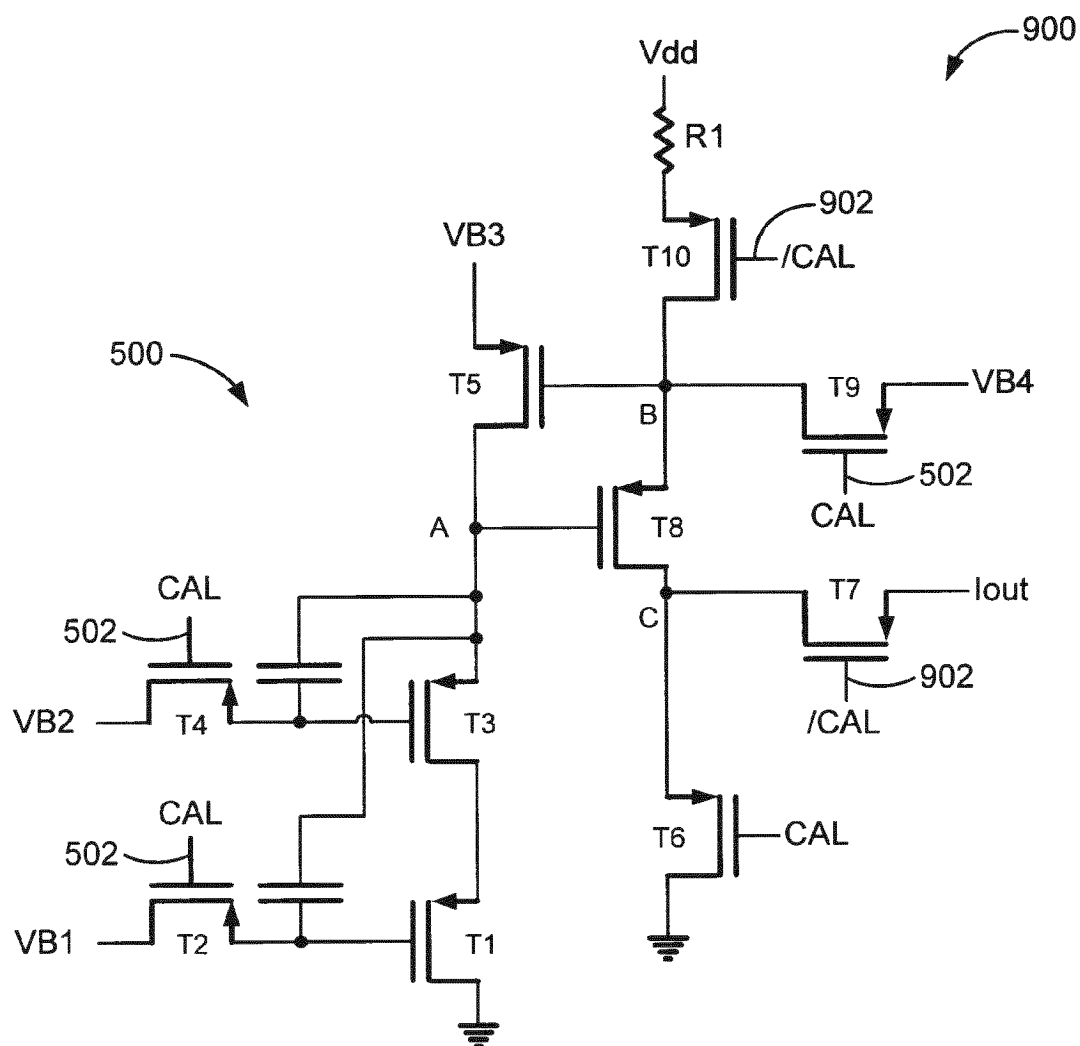 900
Vdd
R1
902
VB3
T10
/CAL
500
T5
T9
VB4
B
502
CAL
A
T8
CAL
T7
Iout
502
C
902
VB2
T4
T3
/CAL
CAL
T6
CAL
502
VB1
T2
T1